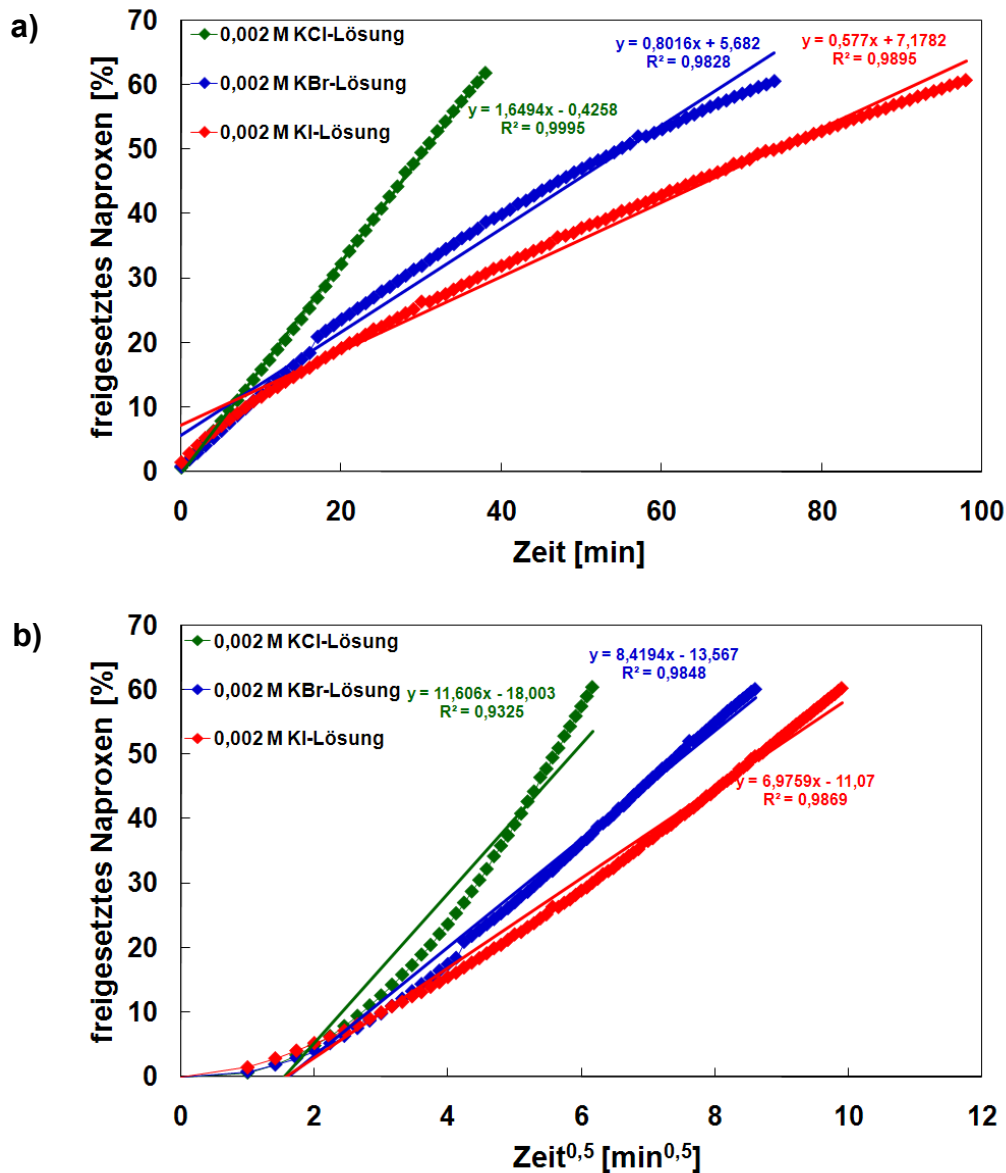 a)
70
60
50
40
30
20
10
0
freigesetztes Naproxen [%]
0,002 M KCl-Lösung
0,002 M KBr-Lösung
0,002 M KI-Lösung
y = 1,6494x - 0,4258
R² = 0,9995
y = 0,8016x + 5,682
R² = 0,9828
y = 0,577x + 7,1782
R² = 0,9895
0 20 40 60 80 100
Zeit [min]
b)
70
60
50
40
30
20
10
0
freigesetztes Naproxen [%]
0,002 M KCl-Lösung
0,002 M KBr-Lösung
0,002 M KI-Lösung
y = 11,606x - 18,003
R² = 0,9325
y = 8,4194x - 13,567
R² = 0,9848
y = 6,9759x - 11,07
R² = 0,9869
0 2 4 6 8 10 12
Zeit⁰,⁵ [min⁰,⁵]